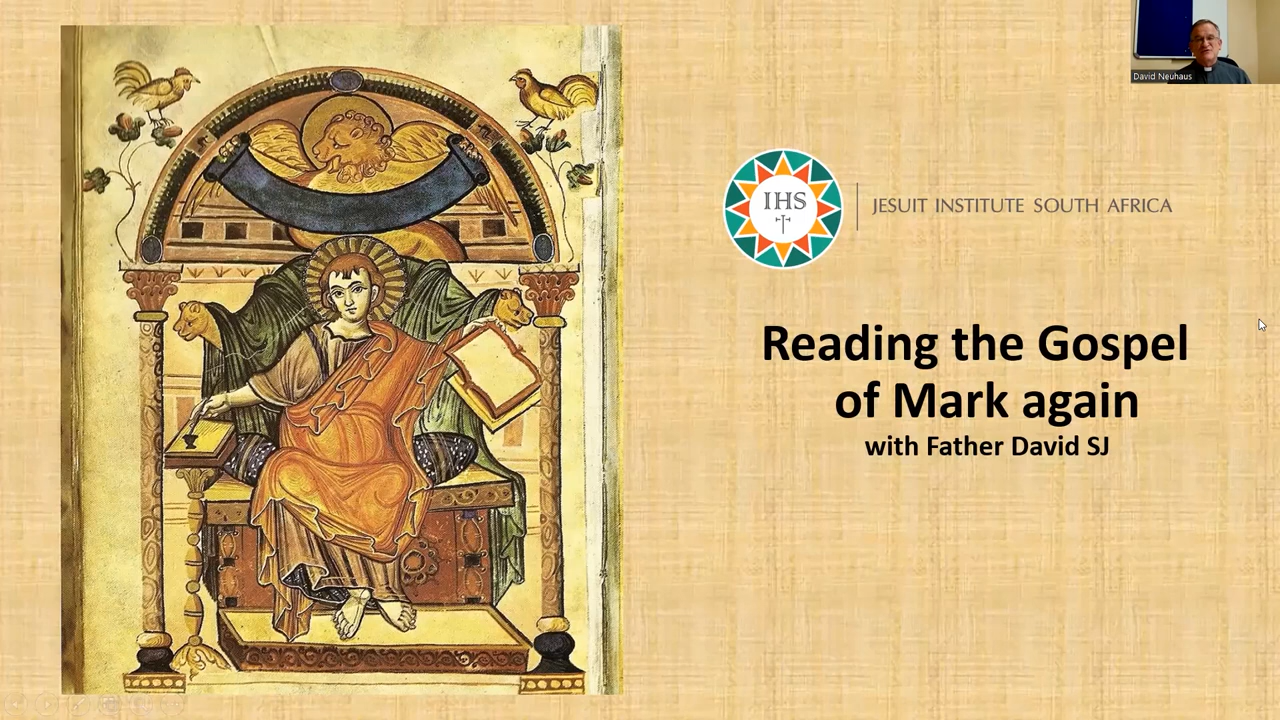 David Neuhaus
IHS
JESUIT INSTITUTE SOUTH AFRICA
Reading the Gospel
of Mark again
with Father David SJ